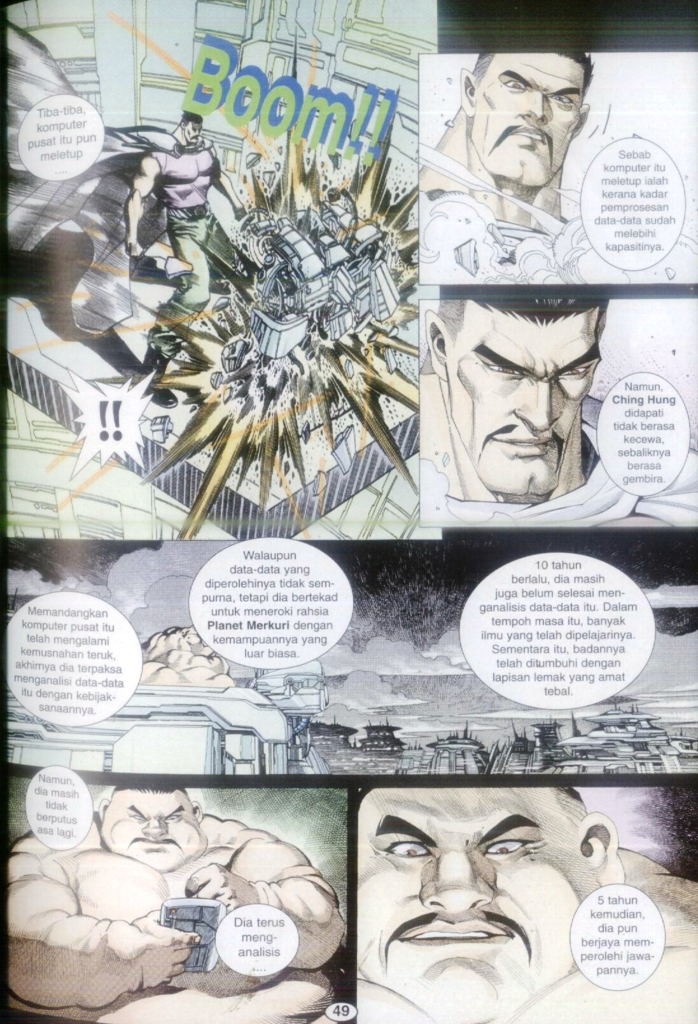 Tiba-tiba,
komputer
pusat itu pun
meletup
....
Boom!!
!!
Sebab
komputer itu
meletup ialah
kerana kadar
pemprosesan
data-data sudah
melebihi
kapasitinya.
Namun,
Ching Hung
didapati
tidak berasa
kecewa,
sebaliknya
berasa
gembira.
Memandangkan
komputer pusat itu
telah mengalami
kemusnahan teruk,
akhirnya dia terpaksa
menganalisi data-data
itu dengan kebijak-
sanaannya.
Walaupun
data-data yang
diperolehinya tidak sem-
purna, tetapi dia bertekad
untuk meneroki rahsia
Planet Merkuri dengan
kemampuannya yang
luar biasa.
10 tahun
berlalu, dia masih
juga belum selesai men-
ganalisis data-data itu. Dalam
tempoh masa itu, banyak
ilmu yang telah dipelajarinya.
Sementara itu, badannya
telah ditumbuhi dengan
lapisan lemak yang amat
tebal.
Namun,
dia masih
tidak
berputus
asa lagi.
Dia terus
meng-
analisis
....
5 tahun
kemudian,
dia pun
berjaya mem-
perolehi jawa-
pannya.
49